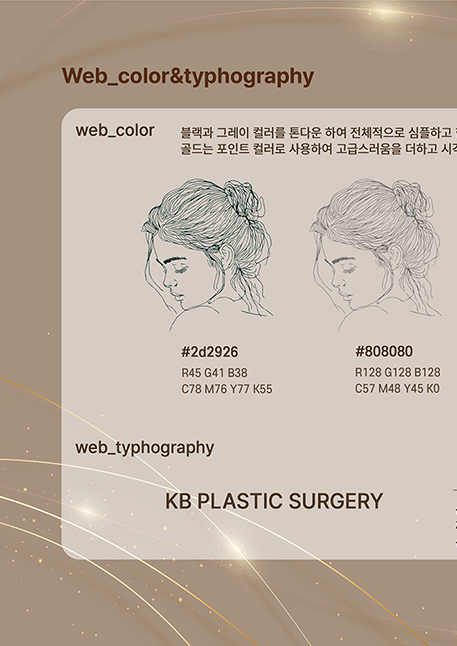 Web_color&typhography
web_color
블랙과 그레이 컬러를 톤다운 하여 전체적으로 심플하고
골드는 포인트 컬러로 사용하여 고급스러움을 더하고
#2d2926
R45 G41 B38
C78 M76 Y77 K55
#808080
R128 G128 B128
C57 M48 Y45 K0
web_typhography
KB PLASTIC SURGERY